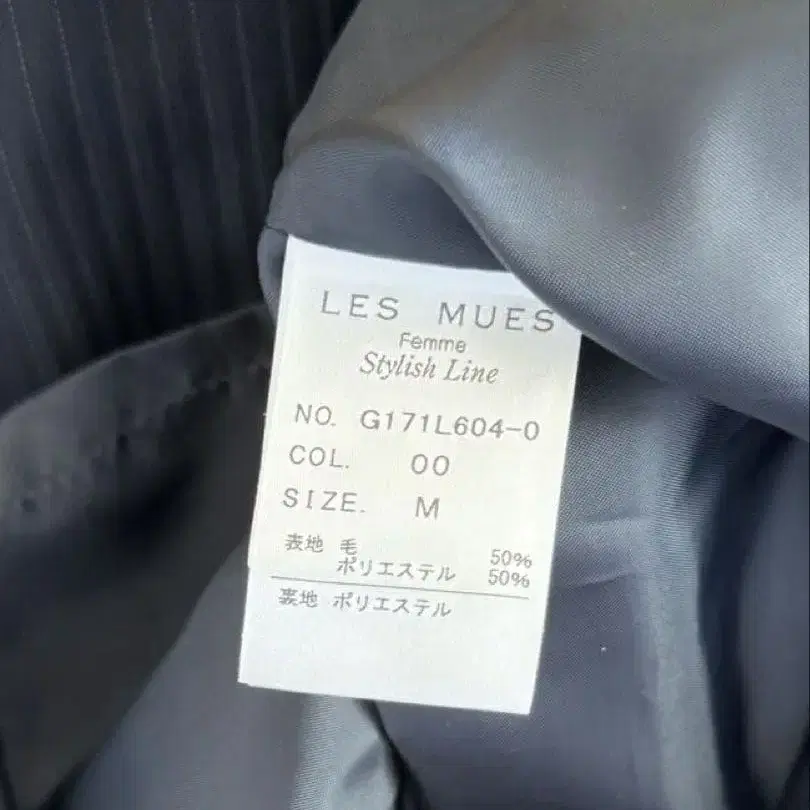 LES MUES
Femme
Stylish Line
NO. G171L604-0
COL. 00
SIZE. M
表地 毛 50%
ポリエステル 50%
裏地 ポリエステル